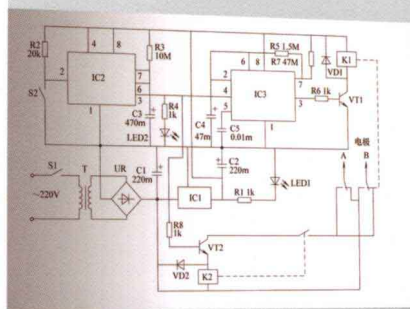 R2
20k
4
8
R3
10M
R5 1.5M
R7 47M
VD1
K1
2
IC2
7
6
3
1
S2
6
8
2
4
5
IC3
7
3
1
R6 1k
VT1
R4
1k
C3
470m
LED2
C4
47m
C5
0.01m
C2
220m
电极
A
B
S1
T
UR
C1
220m
~220V
IC1
R1 1k
LED1
R8
1k
VT2
VD2
K2